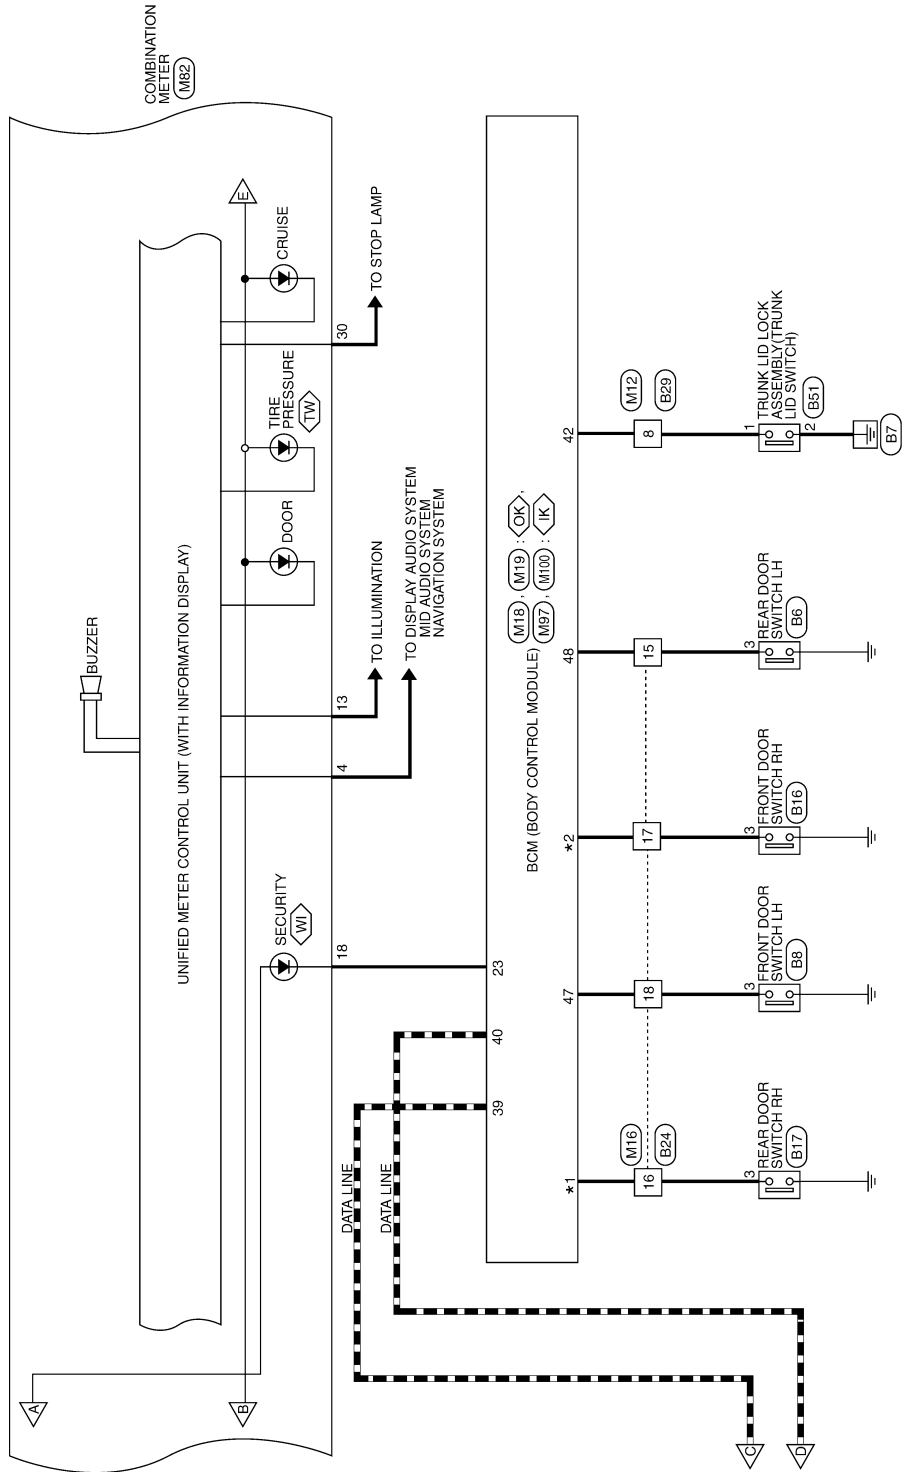 COMBINATION
METER
M82
E
CRUISE
TO STOP LAMP
30
TIRE
PRESSURE
TW
DOOR
BUZZER
UNIFIED METER CONTROL UNIT (WITH INFORMATION DISPLAY)
TO ILLUMINATION
13
TO DISPLAY AUDIO SYSTEM
MID AUDIO SYSTEM
NAVIGATION SYSTEM
4
SECURITY
WI
18
A
B
23
40
39
DATA LINE
DATA LINE
C
D
BCM (BODY CONTROL MODULE)
M18 , M19 : OK ,
M97 , M100 : IK
42
8
M12
B29
1
TRUNK LID LOCK
ASSEMBLY(TRUNK
LID SWITCH)
B51
2
B7
48
15
3
REAR DOOR
SWITCH LH
B6
*2
17
3
FRONT DOOR
SWITCH RH
B16
47
18
3
FRONT DOOR
SWITCH LH
B8
*1
16
M16
B24
3
REAR DOOR
SWITCH RH
B17